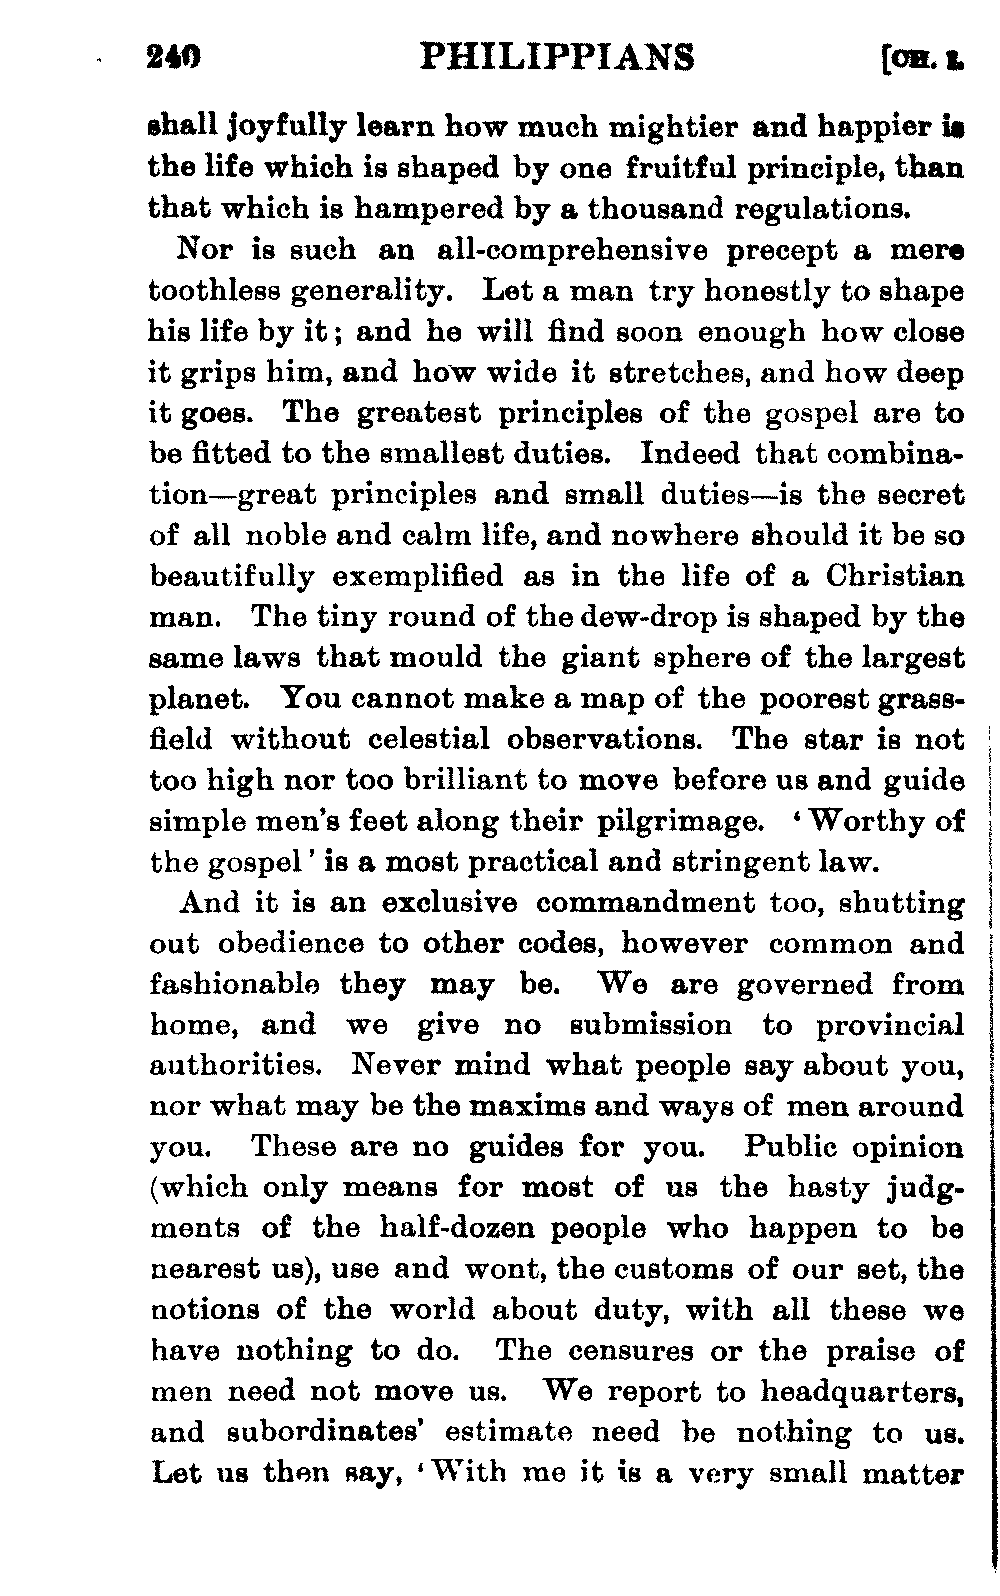 240 PHILIPPIANS [CH. I.
shall joyfully learn how much mightier and happier is
the life which is shaped by one fruitful principle, than
that which is hampered by a thousand regulations.
Nor is such an all-comprehensive precept a mere
toothless generality. Let a man try honestly to shape
his life by it; and he will find soon enough how close
it grips him, and how wide it stretches, and how deep
it goes. The greatest principles of the gospel are to
be fitted to the smallest duties. Indeed that combina-
tion—great principles and small duties—is the secret
of all noble and calm life, and nowhere should it be so
beautifully exemplified as in the life of a Christian
man. The tiny round of the dew-drop is shaped by the
same laws that mould the giant sphere of the largest
planet. You cannot make a map of the poorest grass-
field without celestial observations. The star is not
too high nor too brilliant to move before us and guide
simple men's feet along their pilgrimage. ‘Worthy of
the gospel’ is a most practical and stringent law.
And it is an exclusive commandment too, shutting
out obedience to other codes, however common and
fashionable they may be. We are governed from
home, and we give no submission to provincial
authorities. Never mind what people say about you,
nor what may be the maxims and ways of men around
you. These are no guides for you. Public opinion
(which only means for most of us the hasty judg-
ments of the half-dozen people who happen to be
nearest us), use and wont, the customs of our set, the
notions of the world about duty, with all these we
have nothing to do. The censures or the praise of
men need not move us. We report to headquarters,
and subordinates' estimate need be nothing to us.
Let us then say, ‘With me it is a very small matter